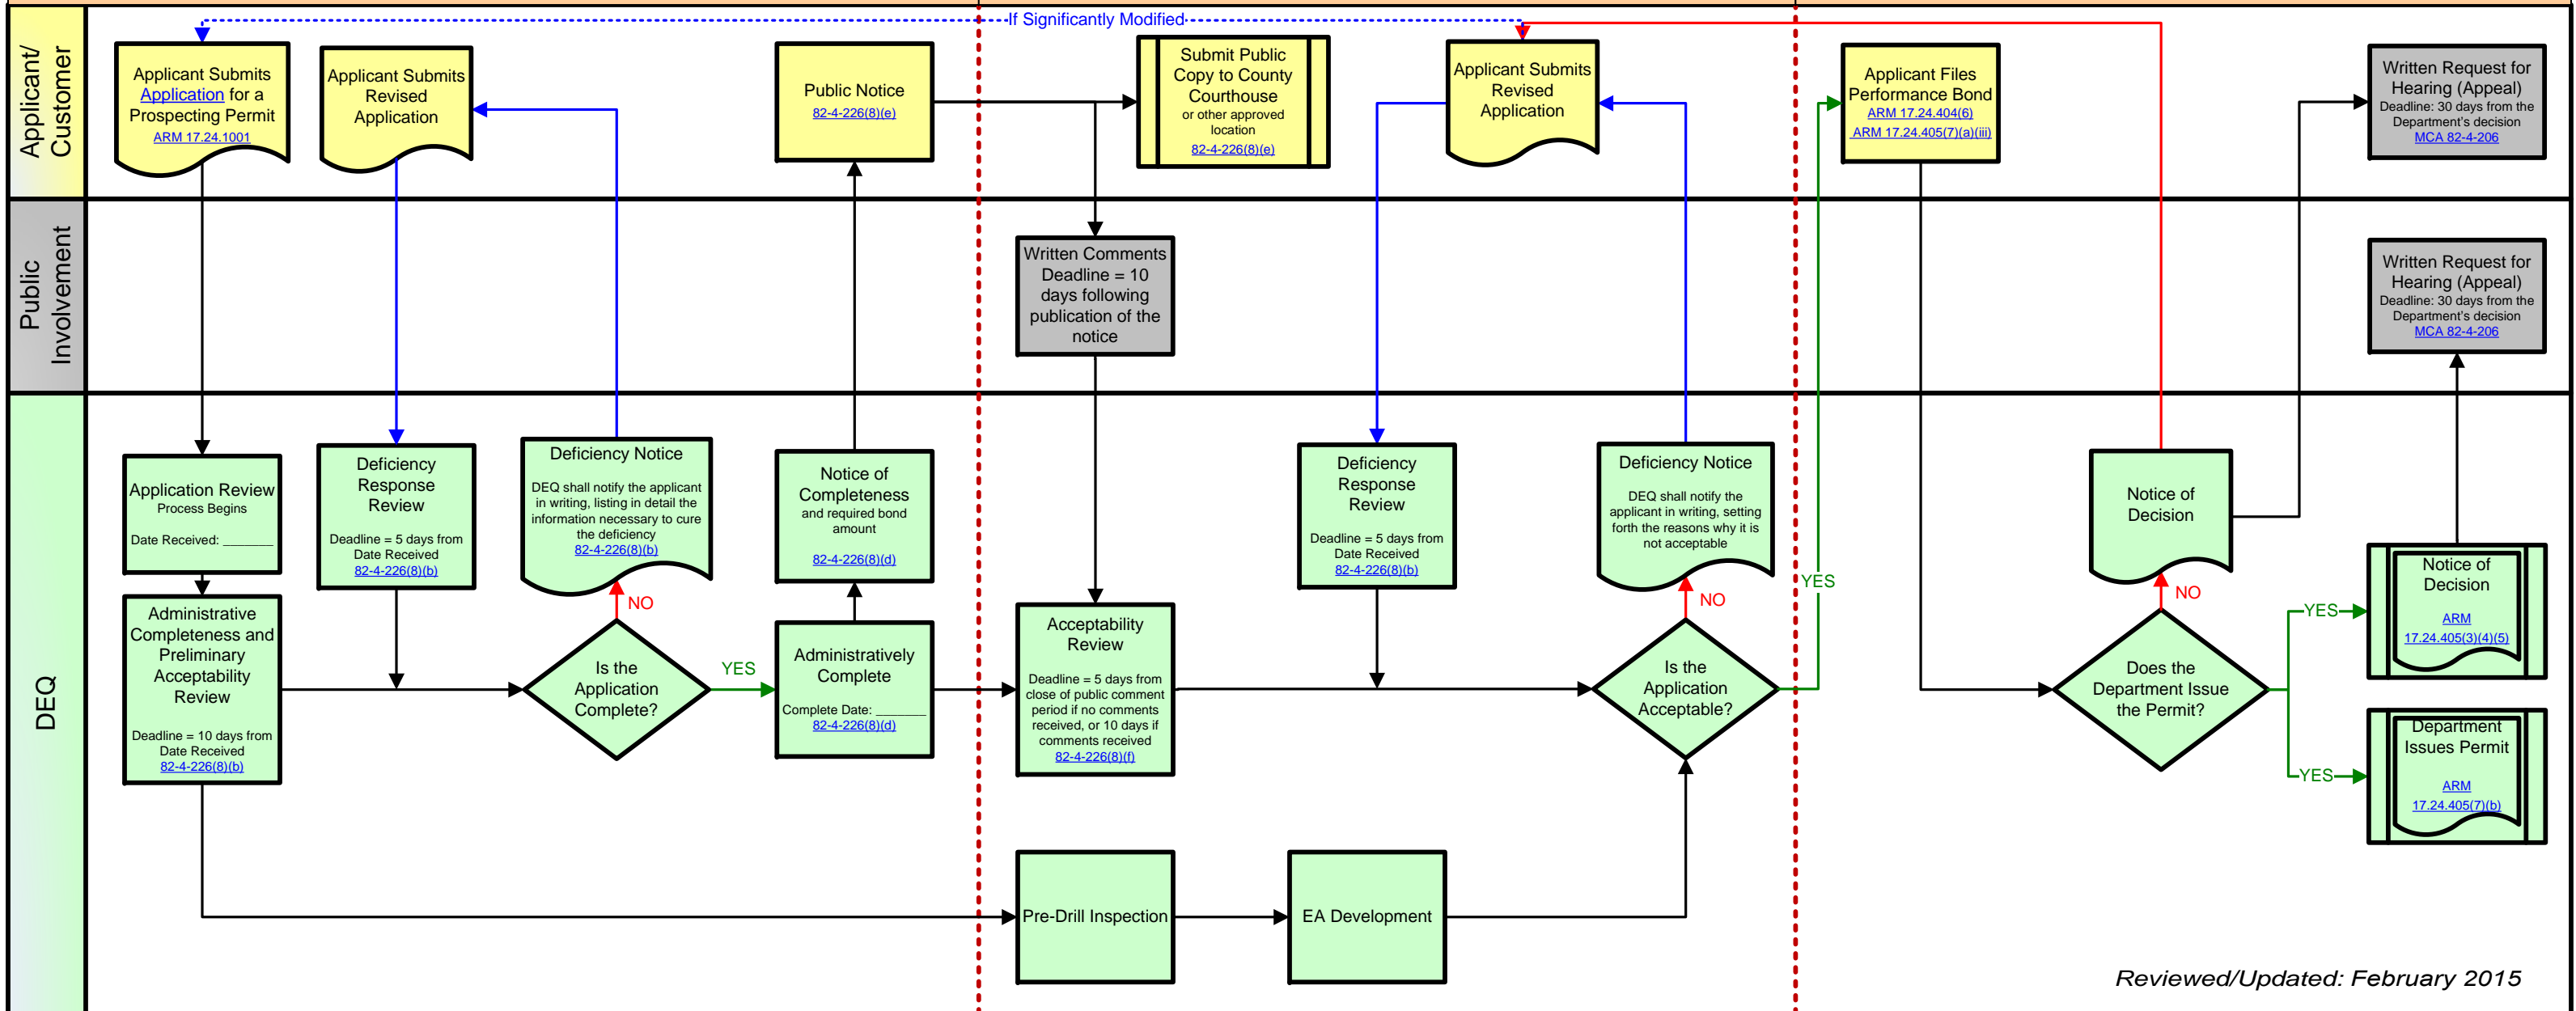 If Significantly Modified
Applicant/
Customer
Applicant Submits
Application for a
Prospecting Permit
ARM 17.24.1001
Applicant Submits
Revised
Application
Public Notice
82-4-226(8)(e)
Submit Public
Copy to County
Courthouse
or other approved
location
82-4-226(8)(e)
Applicant Submits
Revised
Application
Applicant Files
Performance Bond
ARM 17.24.404(6)
ARM 17.24.405(7)(a)(iii)
Written Request for
Hearing (Appeal)
Deadline: 30 days from the
Department's decision
MCA 82-4-206
Public
Involvement
Written Comments
Deadline = 10
days following
publication of the
notice
Written Request for
Hearing (Appeal)
Deadline: 30 days from the
Department's decision
MCA 82-4-206
DEQ
Application Review
Process Begins
Date Received: _______
Administrative
Completeness and
Preliminary
Acceptability
Review
Deadline = 10 days from
Date Received
82-4-226(8)(b)
Deficiency
Response
Review
Deadline = 5 days from
Date Received
82-4-226(8)(b)
Deficiency Notice
DEQ shall notify the applicant
in writing, listing in detail the
information necessary to cure
the deficiency
82-4-226(8)(b)
NO
Is the
Application
Complete?
YES
Notice of
Completeness
and required bond
amount
82-4-226(8)(d)
Administratively
Complete
Complete Date: _______
82-4-226(8)(d)
Acceptability
Review
Deadline = 5 days from
close of public comment
period if no comments
received, or 10 days if
comments received
82-4-226(8)(f)
Deficiency
Response
Review
Deadline = 5 days from
Date Received
82-4-226(8)(b)
Deficiency Notice
DEQ shall notify the
applicant in writing, setting
forth the reasons why it is
not acceptable
NO
Is the
Application
Acceptable?
YES
Notice of
Decision
NO
Does the
Department Issue
the Permit?
YES
Notice of
Decision
ARM
17.24.405(3)(4)(5)
YES
Department
Issues Permit
ARM
17.24.405(7)(b)
Pre-Drill Inspection
EA Development
Reviewed/Updated: February 2015